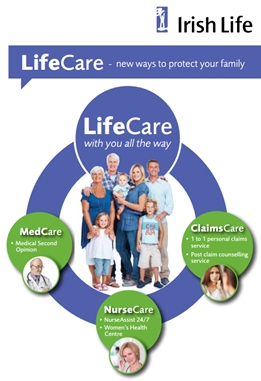 Irish Life
LifeCare - new ways to protect your family
LifeCare
with you all the way
MedCare
• Medical Second
Opinion
ClaimsCare
• 1 to 1 personal claims
service
• Post claim counselling
service
NurseCare
• NurseAssist 24/7
• Women's Health
Centre